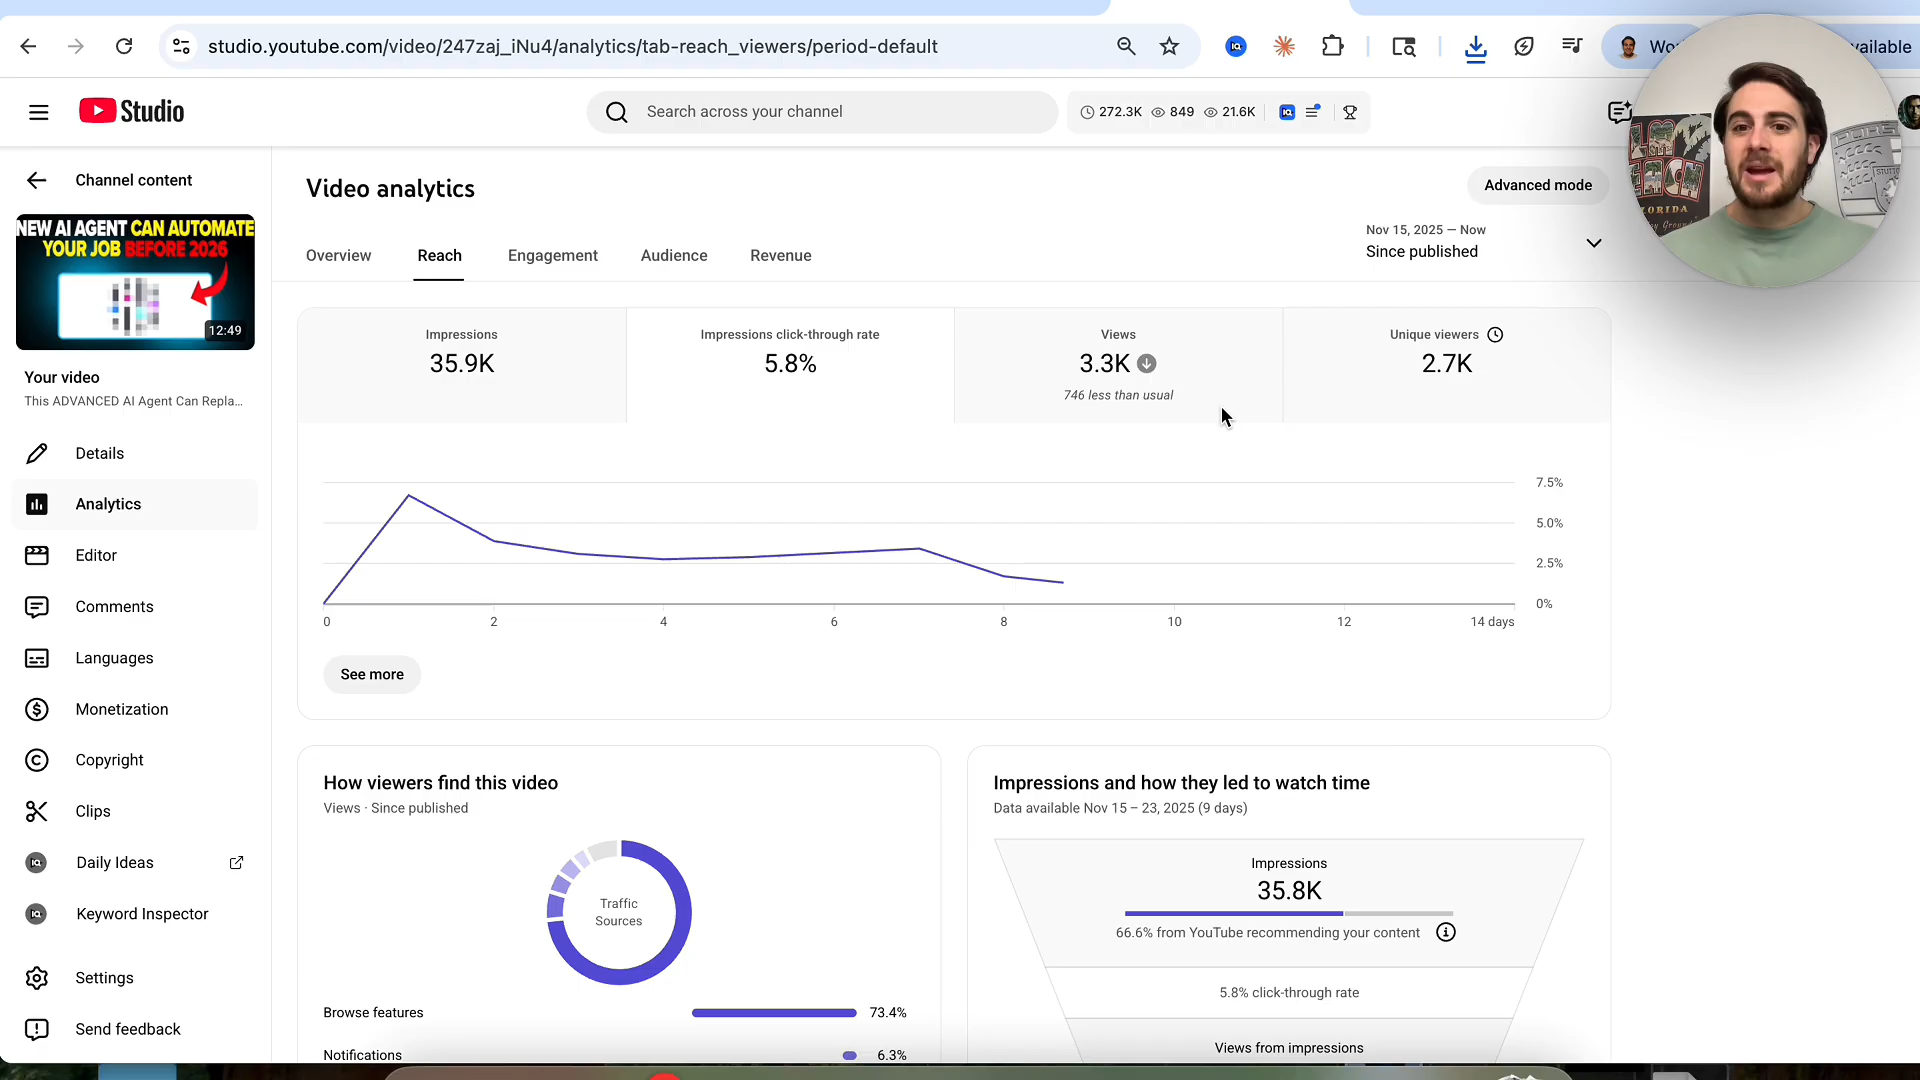 studio.youtube.com/video/247zaj_iNu4/analytics/tab-reach_viewers/period-default
Studio
Search across your channel
272.3K 849 21.6K
Channel content
NEW AI AGENT CAN AUTOMATE
YOUR JOB BEFORE 2026
12:49
Your video
This ADVANCED AI Agent Can Repla...
Details
Analytics
Editor
Comments
Languages
Monetization
Copyright
Clips
Daily Ideas
Keyword Inspector
Settings
Send feedback
Video analytics
Advanced mode
Overview
Reach
Engagement
Audience
Revenue
Nov 15, 2025 — Now
Since published
Impressions
35.9K
Impressions click-through rate
5.8%
Views
3.3K
746 less than usual
Unique viewers
2.7K
7.5%
5.0%
2.5%
0%
0 2 4 6 8 10 12 14 days
See more
How viewers find this video
Views · Since published
Traffic
Sources
Browse features 73.4%
Notifications 6.3%
Impressions and how they led to watch time
Data available Nov 15 – 23, 2025 (9 days)
Impressions
35.8K
66.6% from YouTube recommending your content
5.8% click-through rate
Views from impressions